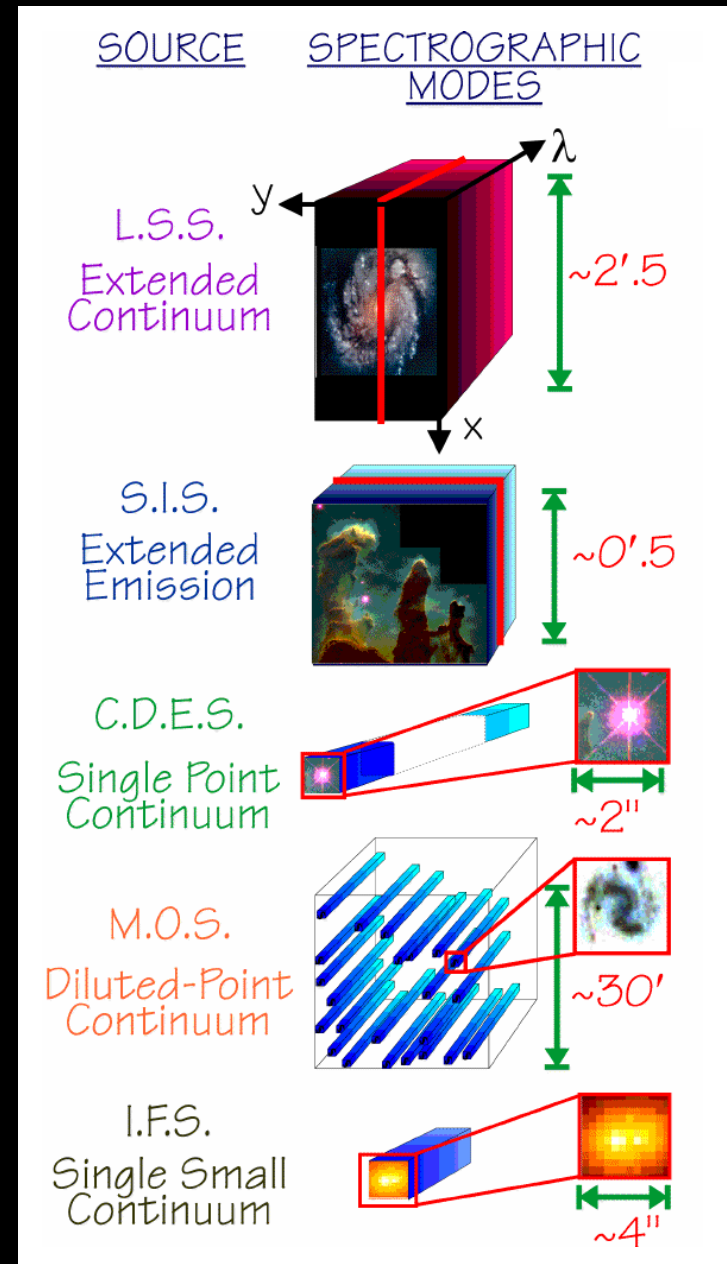 SOURCE
SPECTROGRAPHIC
MODES
λ
y
L.S.S.
Extended
Continuum
~2'.5
x
S.I.S.
Extended
Emission
~0'.5
C.D.E.S.
Single Point
Continuum
~2"
M.O.S.
Diluted-Point
Continuum
~30'
I.F.S.
Single Small
Continuum
~4"